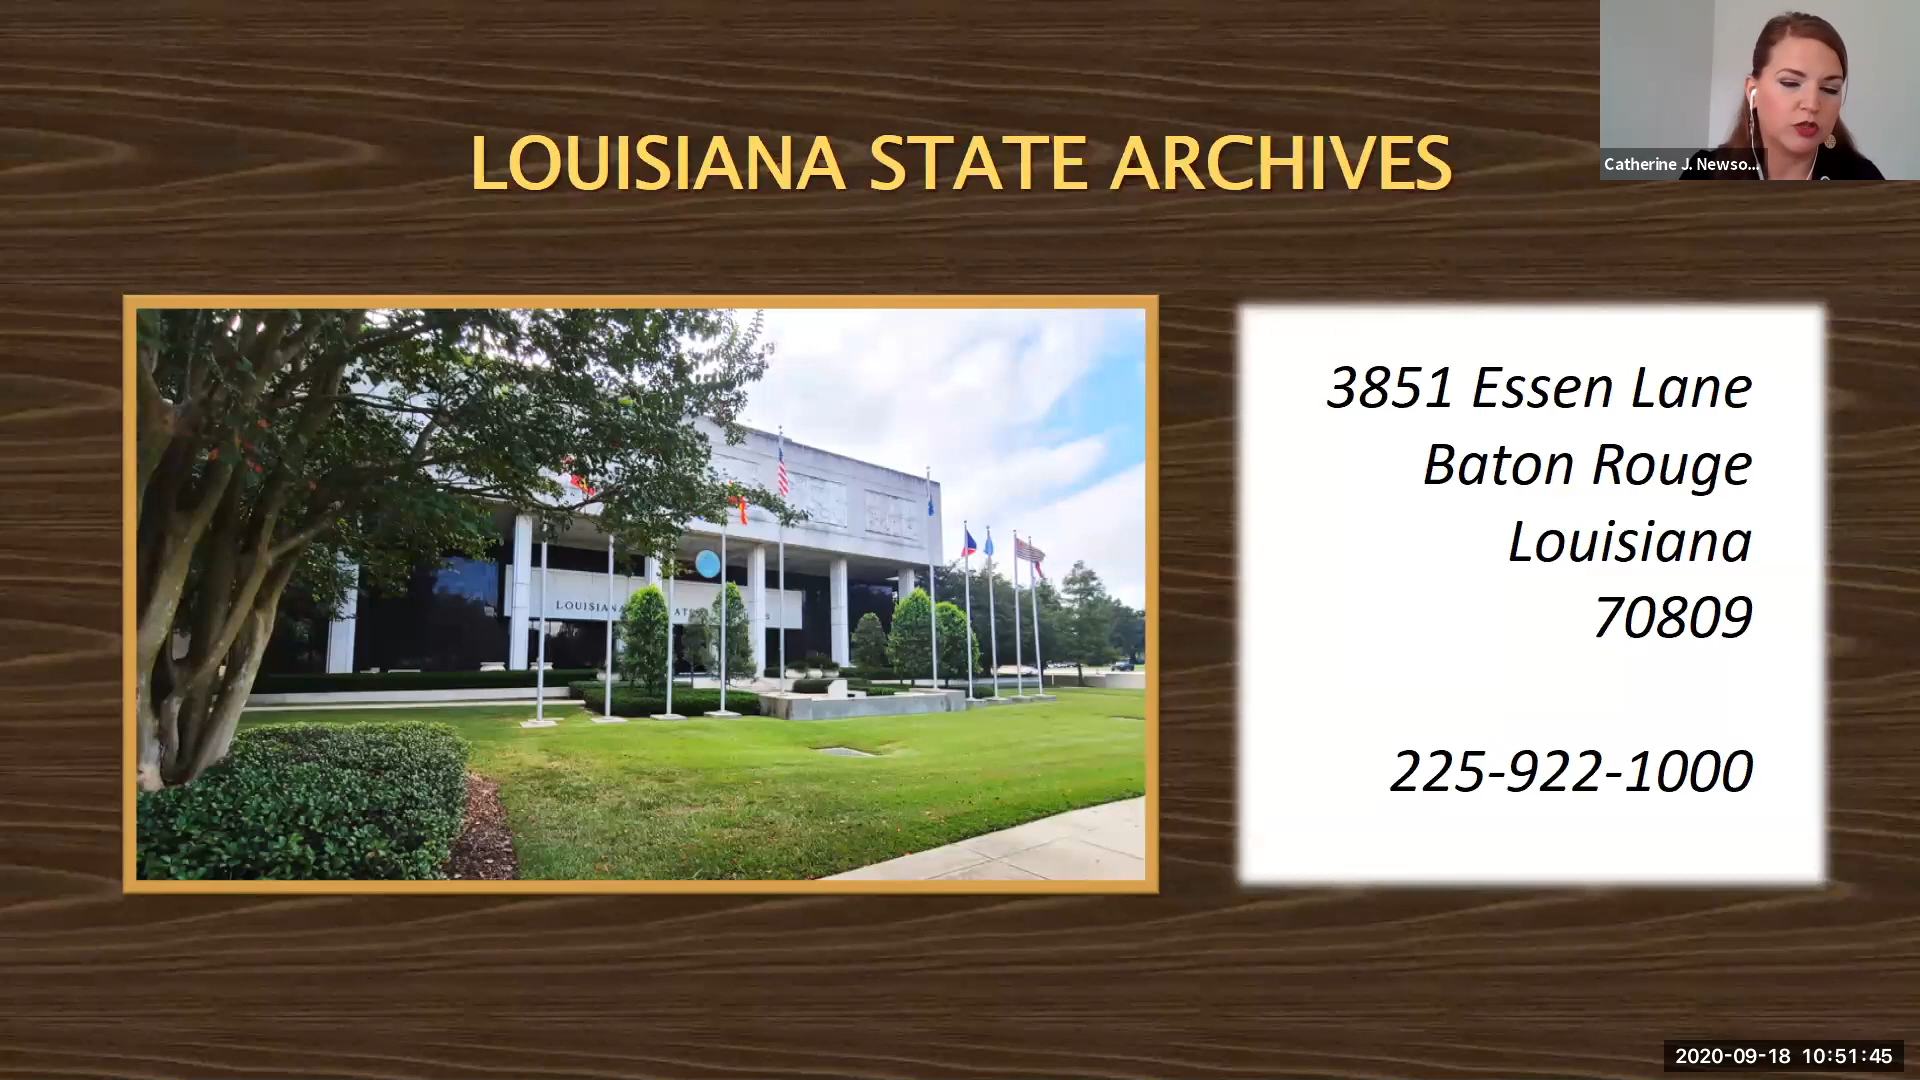 LOUISIANA STATE ARCHIVES
Catherine J. Newso...
3851 Essen Lane
Baton Rouge
Louisiana
70809
225-922-1000
LOUISIANA
2020-09-18 10:51:45